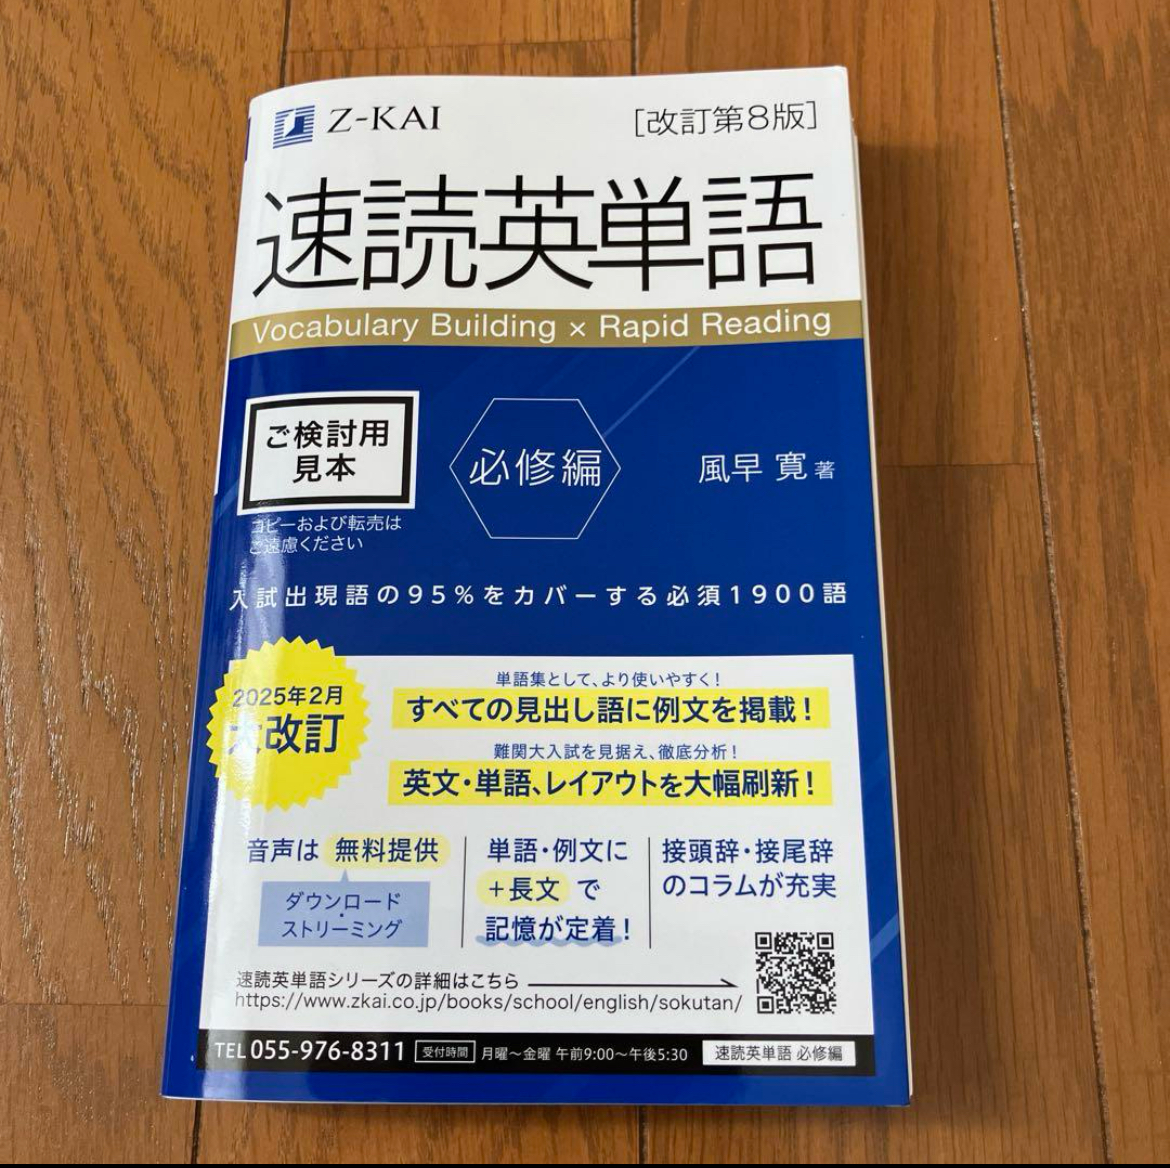 Z-KAI
[改訂第8版]
速読英単語
Vocabulary Building × Rapid Reading
ご検討用
見本
コピーおよび転売は
ご遠慮ください
必修編
風早 寛 著
入試出現語の95%をカバーする必須1900語
2025年2月
大改訂
単語集として、より使いやすく!
すべての見出し語に例文を掲載!
難関大入試を見据え、徹底分析!
英文・単語、レイアウトを大幅刷新!
音声は 無料提供
ダウンロード
・
ストリーミング
単語・例文に
+長文 で
記憶が定着!
接頭辞・接尾辞
のコラムが充実
速読英単語シリーズの詳細はこちら
https://www.zkai.co.jp/books/school/english/sokutan/
TEL 055-976-8311 受付時間 月曜〜金曜 午前9:00〜午後5:30 速読英単語 必修編